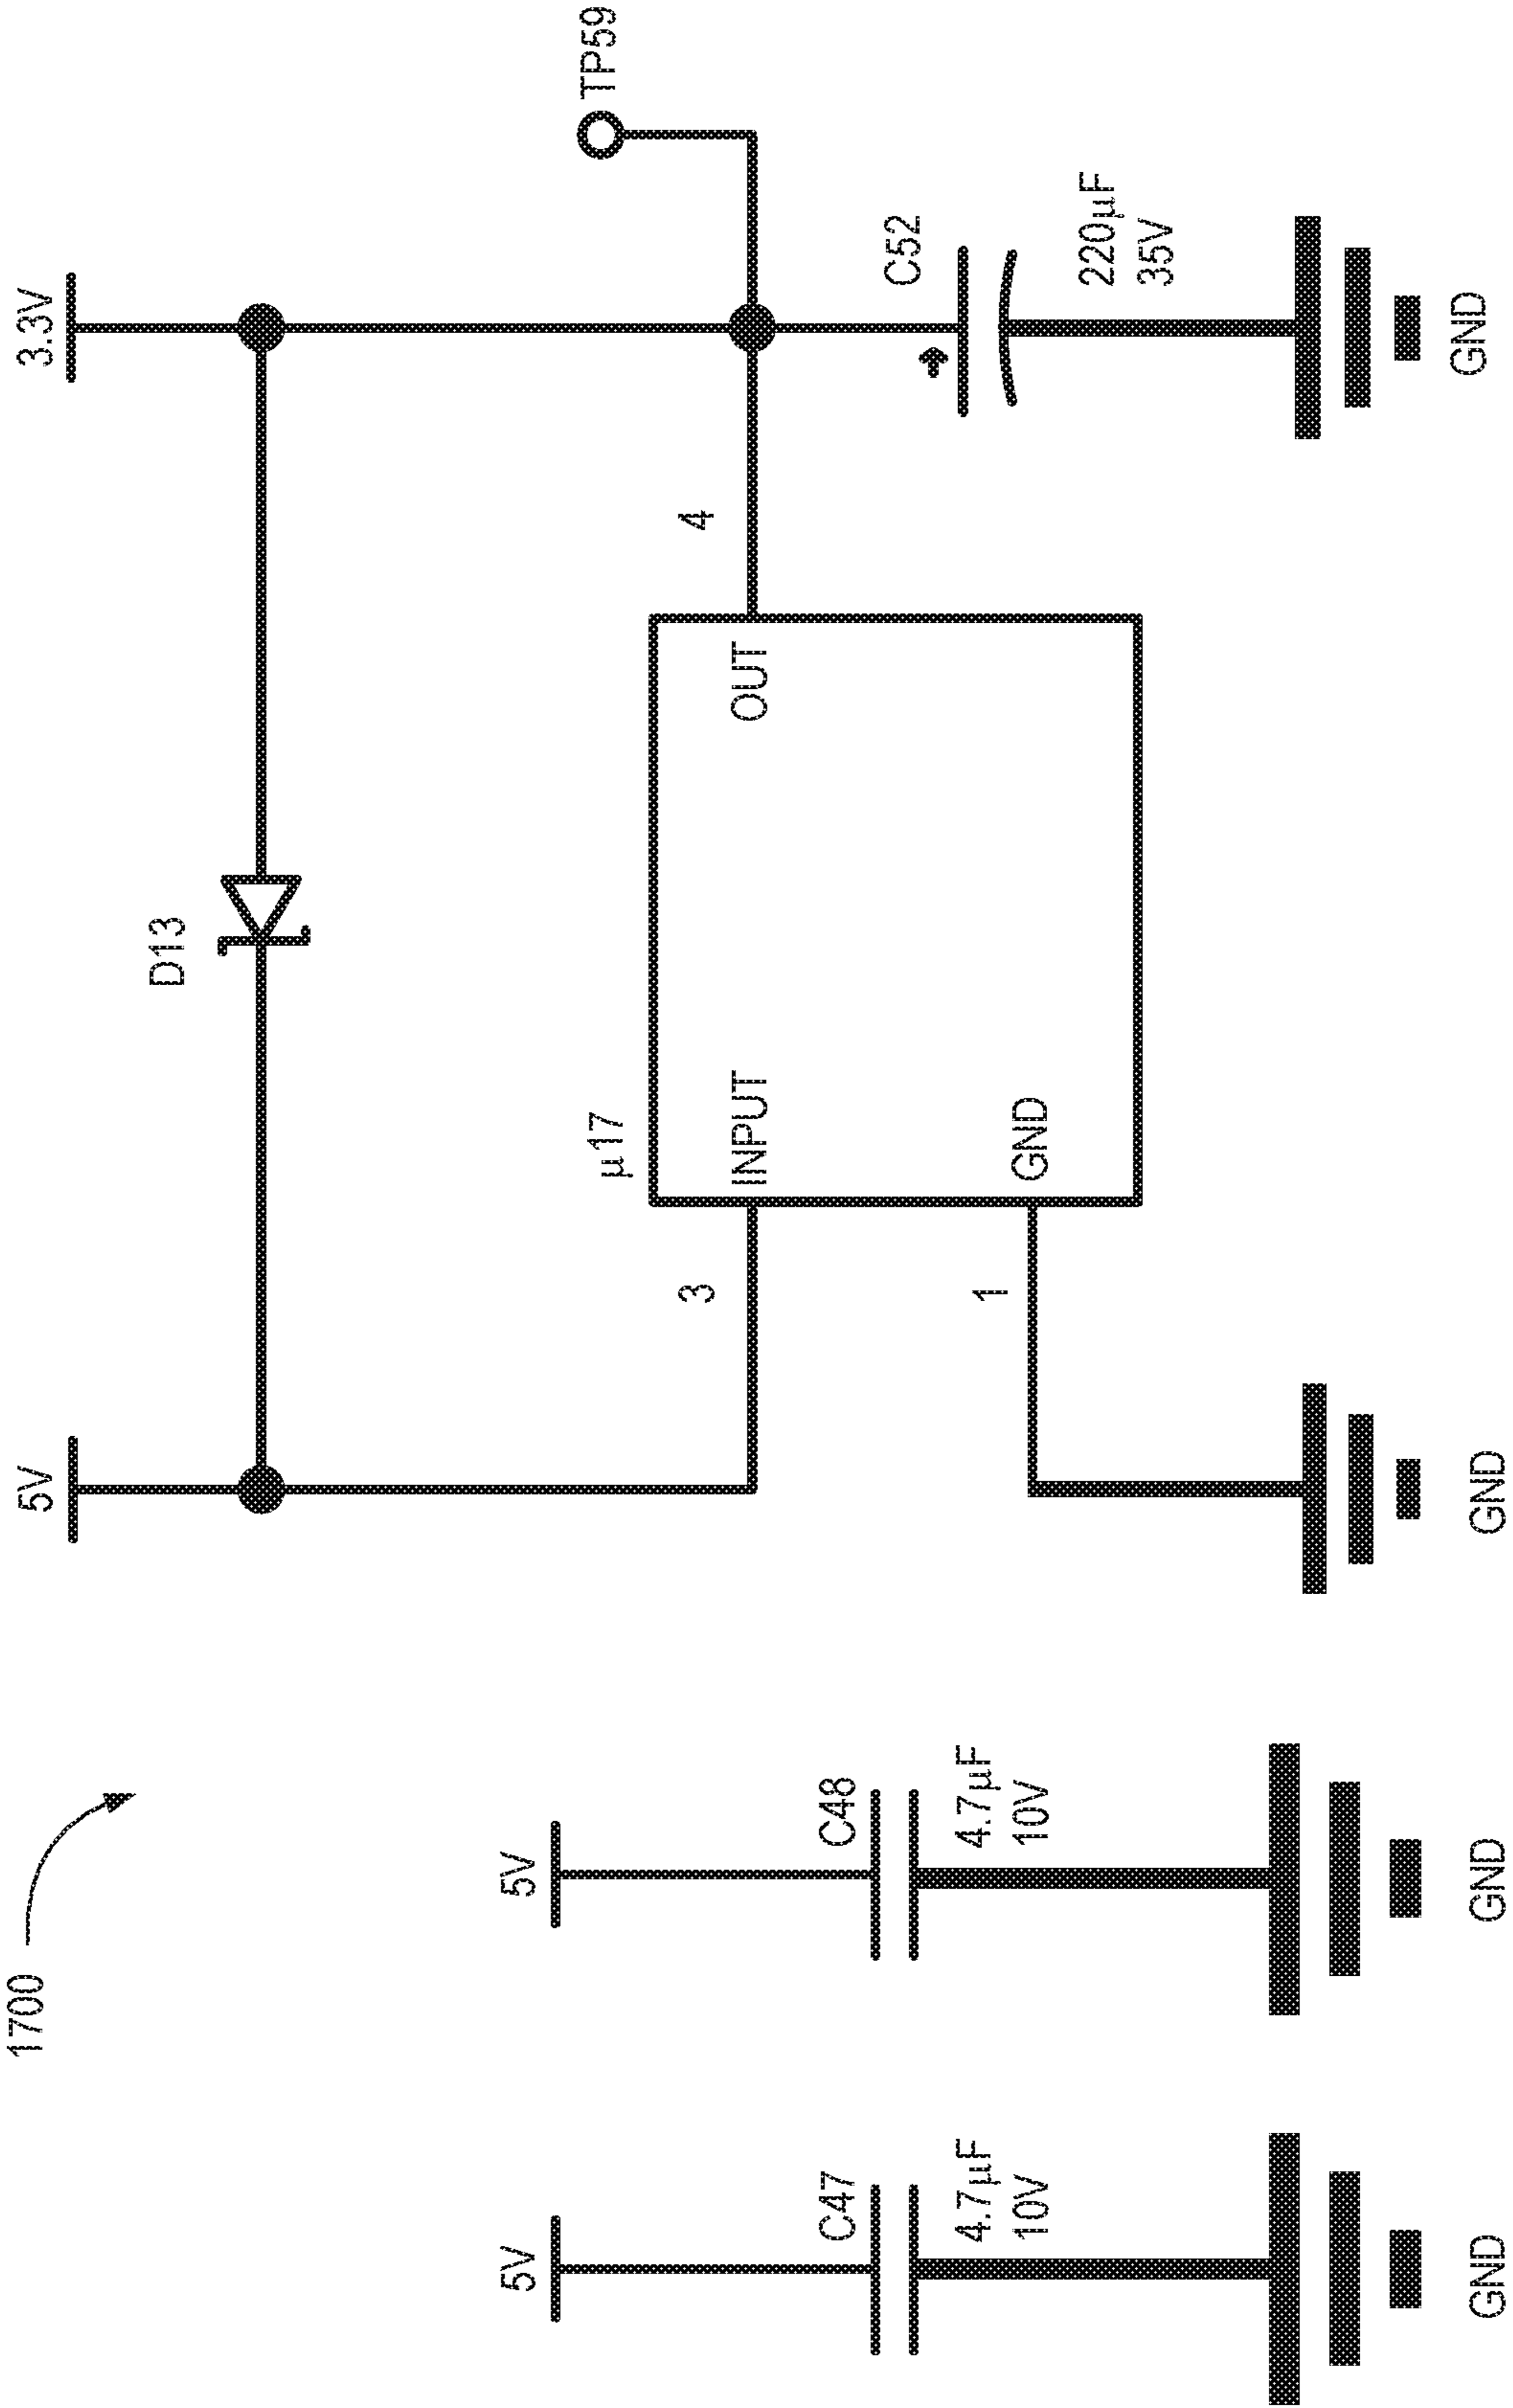 1700
5V
C47
4.7µF
10V
GND
5V
C48
4.7µF
10V
GND
5V
D13
3.3V
µ17
3
INPUT
OUT
4
TP59
1
GND
GND
C52
220µF
35V
GND